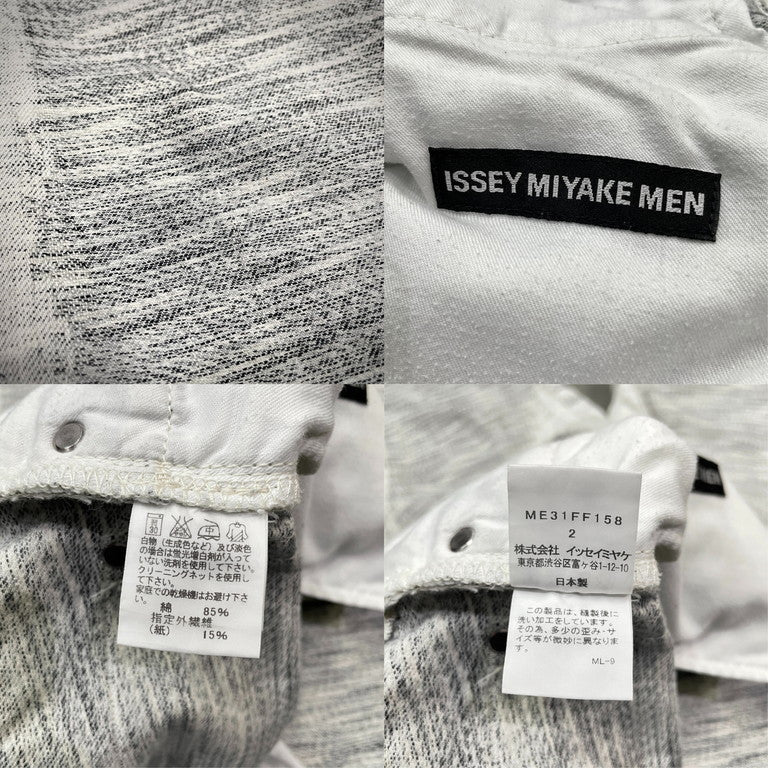 ISSEY MIYAKE MEN
白物(生成色など)及び淡色
の場合は蛍光増白剤が入って
いない洗剤を使用して下さい。
クリーニングネットを使用して
下さい。
家庭での乾燥機はお避け下さい。
綿 85%
指定外繊維
(紙) 15%
MEN
ME31FF158
2
株式会社 イッセイミヤケ
東京都渋谷区富ヶ谷1-12-10
日本製
この製品は、縫製後に
洗い加工をしています。
その為、多少の歪み・サ
イズ等が微妙に異なり
ます。
ML-9